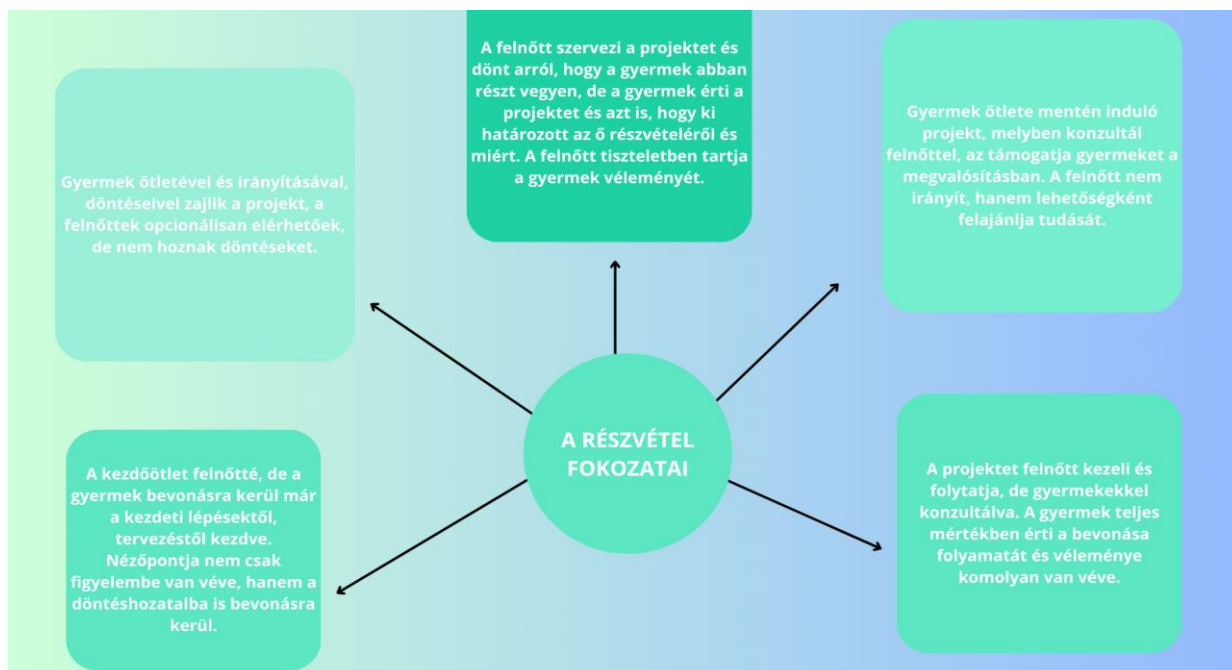 A felnőtt szervezi a projektet és
dönt arról, hogy a gyermek abban
részt vegyen, de a gyermek érti a
projektet és azt is, hogy ki
határozott az ő részvételéről és
miért. A felnőtt tiszteletben tartja
a gyermek véleményét.
Gyermek ötletével és irányításával,
döntéseivel zajlik a projekt, a
felnőttek opcionálisan elérhetőek,
de nem hoznak döntéseket.
Gyermek ötlete mentén induló
projekt, melyben konzultál
felnőttel, az támogatja gyermeket a
megvalósításban. A felnőtt nem
irányít, hanem lehetőségként
felajánlja tudását.
A RÉSZVÉTEL
FOKOZATAI
A kezdőötlet felnőtté, de a
gyermek bevonásra kerül már
a kezdeti lépésektől,
tervezéstől kezdve.
Nézőpontja nem csak
figyelembe van véve, hanem a
döntéshozatalba is bevonásra
kerül.
A projektet felnőtt kezeli és
folytatja, de gyermekekkel
konzultálva. A gyermek teljes
mértékben érti a bevonása
folyamatát és véleménye
komolyan van véve.